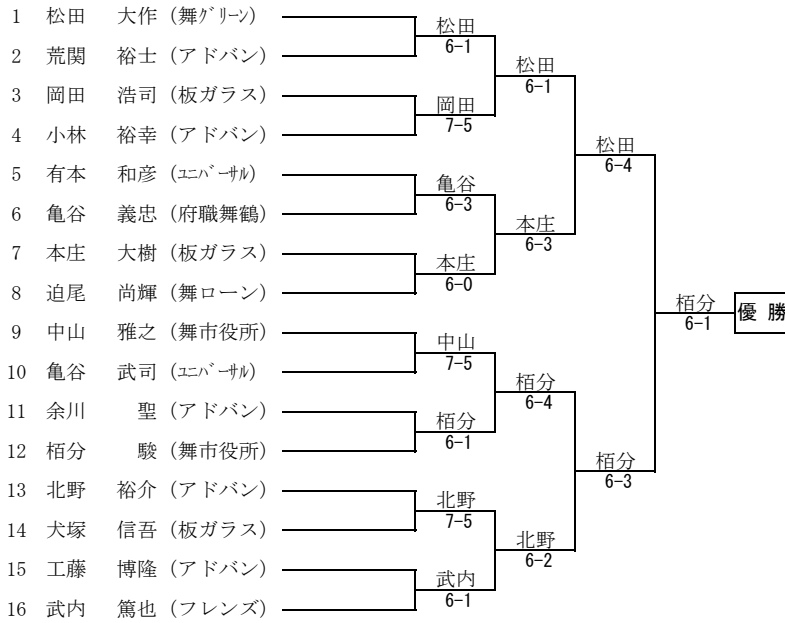 1 松田 大作 (舞グリーン)
2 荒関 裕士 (アドバン)
3 岡田 浩司 (板ガラス)
4 小林 裕幸 (アドバン)
5 有本 和彦 (ユニバーサル)
6 亀谷 義忠 (府職舞鶴)
7 本庄 大樹 (板ガラス)
8 迫尾 尚輝 (舞ローン)
9 中山 雅之 (舞市役所)
10 亀谷 武司 (ユニバーサル)
11 余川 聖 (アドバン)
12 栢分 駿 (舞市役所)
13 北野 裕介 (アドバン)
14 犬塚 信吾 (板ガラス)
15 工藤 博隆 (アドバン)
16 武内 篤也 (フレンズ)
松田
6-1
岡田
7-5
亀谷
6-3
本庄
6-0
中山
7-5
栢分
6-1
北野
7-5
武内
6-1
松田
6-1
本庄
6-3
栢分
6-4
北野
6-2
松田
6-4
栢分
6-3
栢分
6-1
優 勝